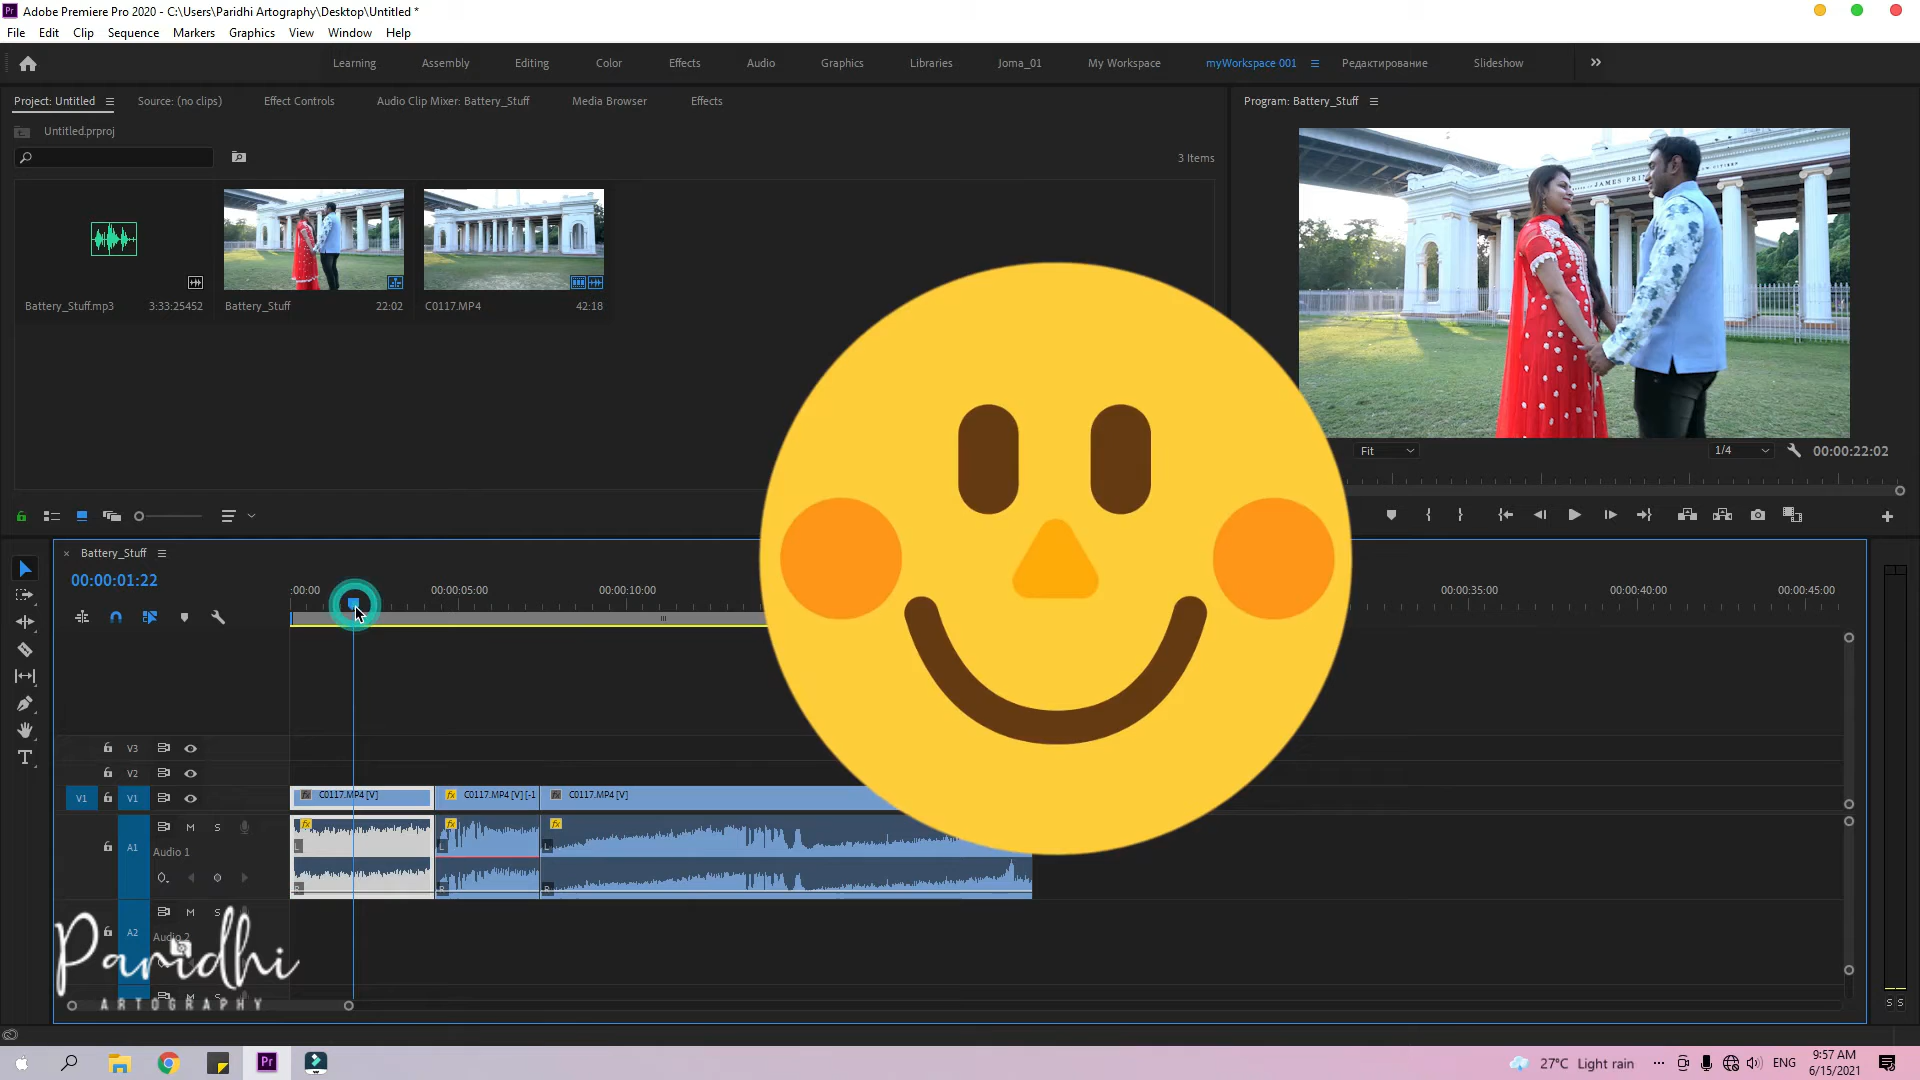 Adobe Premiere Pro 2020 - C:\Users\Paridhi Artography\Desktop\Untitled *
File Edit Clip Sequence Markers Graphics View Window Help
Learning Assembly Editing Color Effects Audio Graphics Libraries Joma_01 My Workspace myWorkspace 001 Редактирование Slideshow
Project: Untitled Source: (no clips) Effect Controls Audio Clip Mixer: Battery_Stuff Media Browser Effects
Program: Battery_Stuff
Untitled.prproj
3 Items
Battery_Stuff.mp3 3:33:25452
Battery_Stuff 22:02
C0117.MP4 42:18
Fit 1/4 00:00:22:02
Battery_Stuff
00:00:01:22
:00:00 00:00:05:00 00:00:10:00 00:00:35:00 00:00:40:00 00:00:45:00
V3
V2
V1 V1
C0117.MP4 [V] C0117.MP4 [V] [-1 C0117.MP4 [V]
M S
A1 Audio 1
L L L
R R R
M S
A2 Audio 2
M S
Paridhi
ARTOGRAPHY
S S
Pr
27° Light rain ENG
9:57 AM
6/15/2021